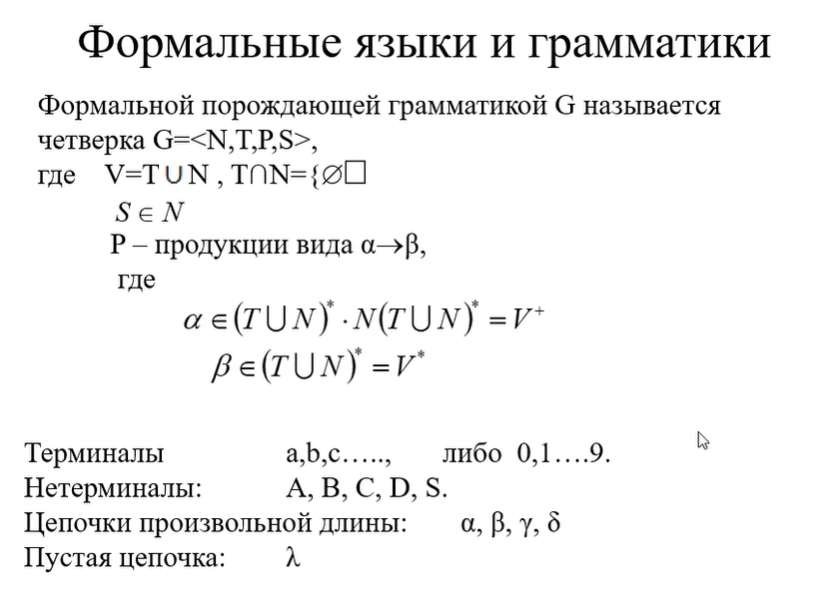 Формальные языки и грамматики
Формальной порождающей грамматикой G называется
четверка G=<N,T,P,S>,
где V=T∪N , T∩N={∅□
S ∈ N
P – продукции вида α→β,
где
α ∈ (T ∪ N)* · N(T ∪ N)* = V⁺
β ∈ (T ∪ N)* = V*
Терминалы a,b,c….., либо 0,1….9.
Нетерминалы: A, B, C, D, S.
Цепочки произвольной длины: α, β, γ, δ
Пустая цепочка: λ